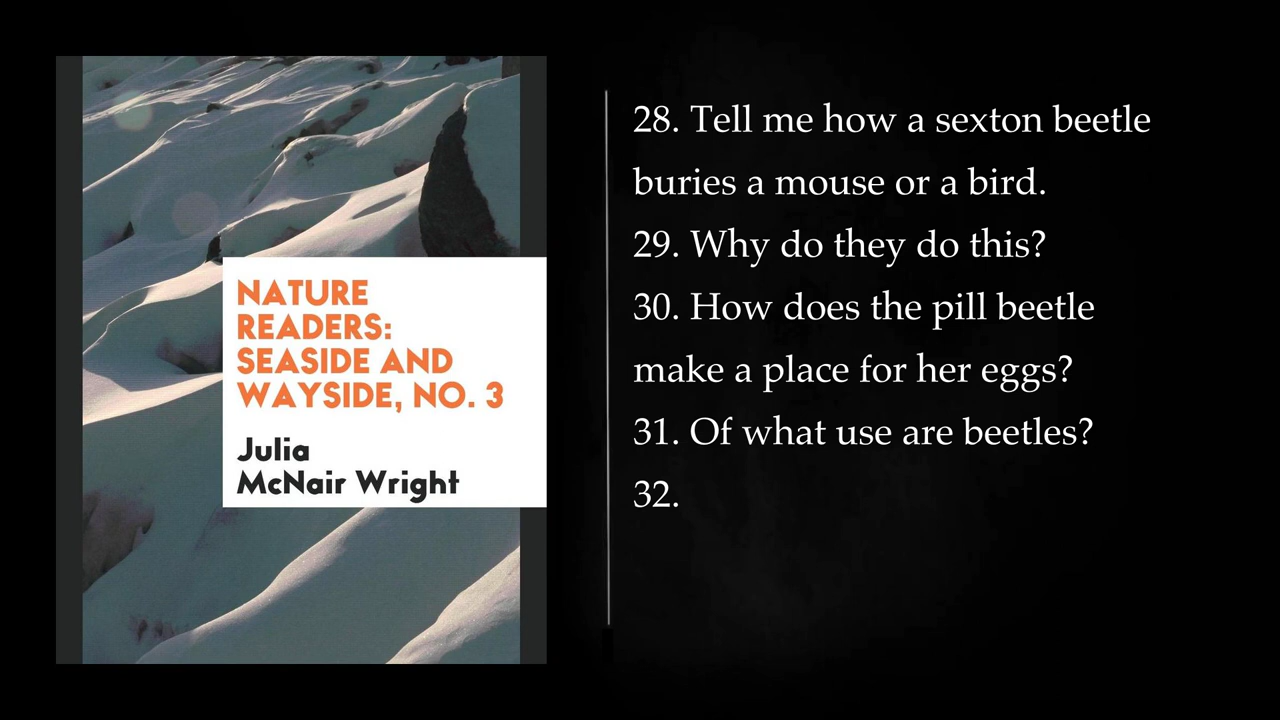 NATURE
READERS:
SEASIDE AND
WAYSIDE, NO. 3
Julia
McNair Wright
28. Tell me how a sexton beetle
buries a mouse or a bird.
29. Why do they do this?
30. How does the pill beetle
make a place for her eggs?
31. Of what use are beetles?
32.